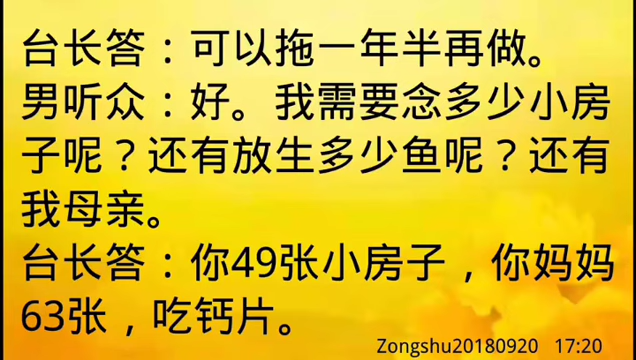 台长答：可以拖一年半再做。
男听众：好。我需要念多少小房
子呢？还有放生多少鱼呢？还有
我母亲。
台长答：你49张小房子，你妈妈
63张，吃钙片。
Zongshu20180920 17:20